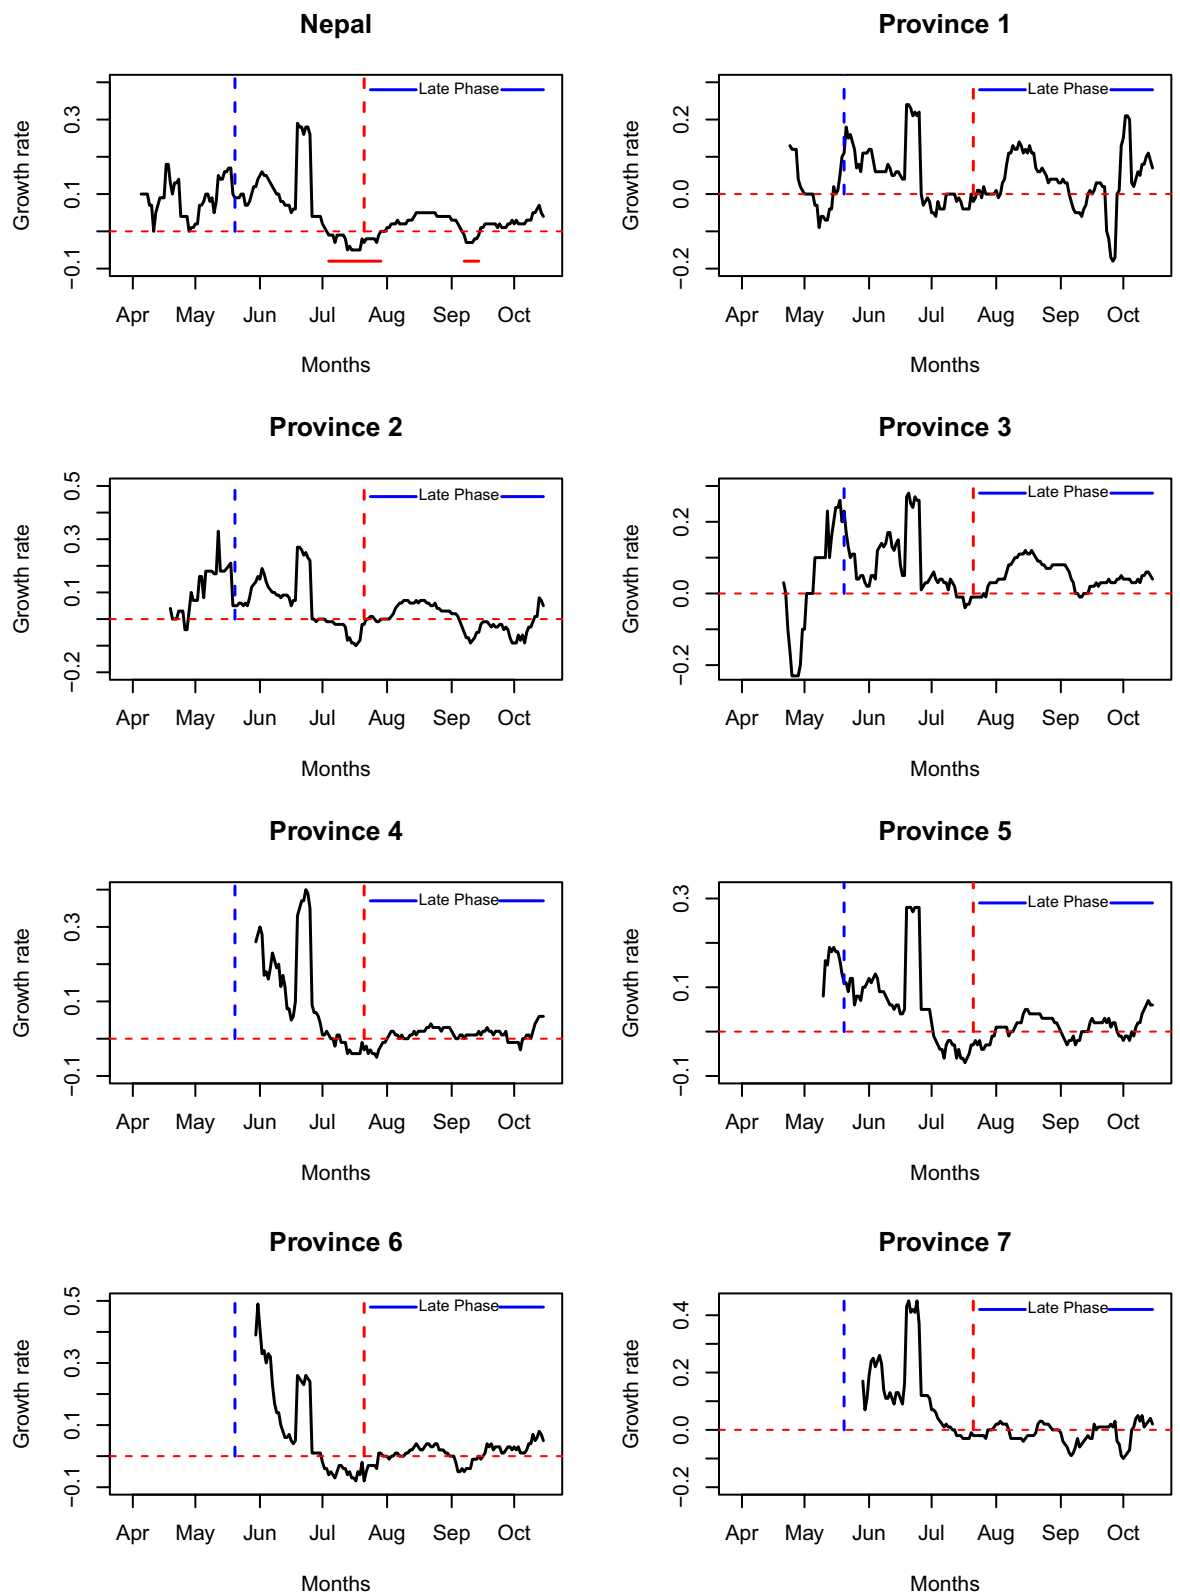 Nepal
Growth rate
0.3
0.1
−0.1
Late Phase
Apr May Jun Jul Aug Sep Oct
Months
Province 1
Growth rate
0.2
0.0
−0.2
Late Phase
Apr May Jun Jul Aug Sep Oct
Months
Province 2
Growth rate
0.5
0.3
0.1
−0.2
Late Phase
Apr May Jun Jul Aug Sep Oct
Months
Province 3
Growth rate
0.2
0.0
−0.2
Late Phase
Apr May Jun Jul Aug Sep Oct
Months
Province 4
Growth rate
0.3
0.1
−0.1
Late Phase
Apr May Jun Jul Aug Sep Oct
Months
Province 5
Growth rate
0.3
0.1
−0.1
Late Phase
Apr May Jun Jul Aug Sep Oct
Months
Province 6
Growth rate
0.5
0.3
0.1
−0.1
Late Phase
Apr May Jun Jul Aug Sep Oct
Months
Province 7
Growth rate
0.4
0.2
0.0
−0.2
Late Phase
Apr May Jun Jul Aug Sep Oct
Months